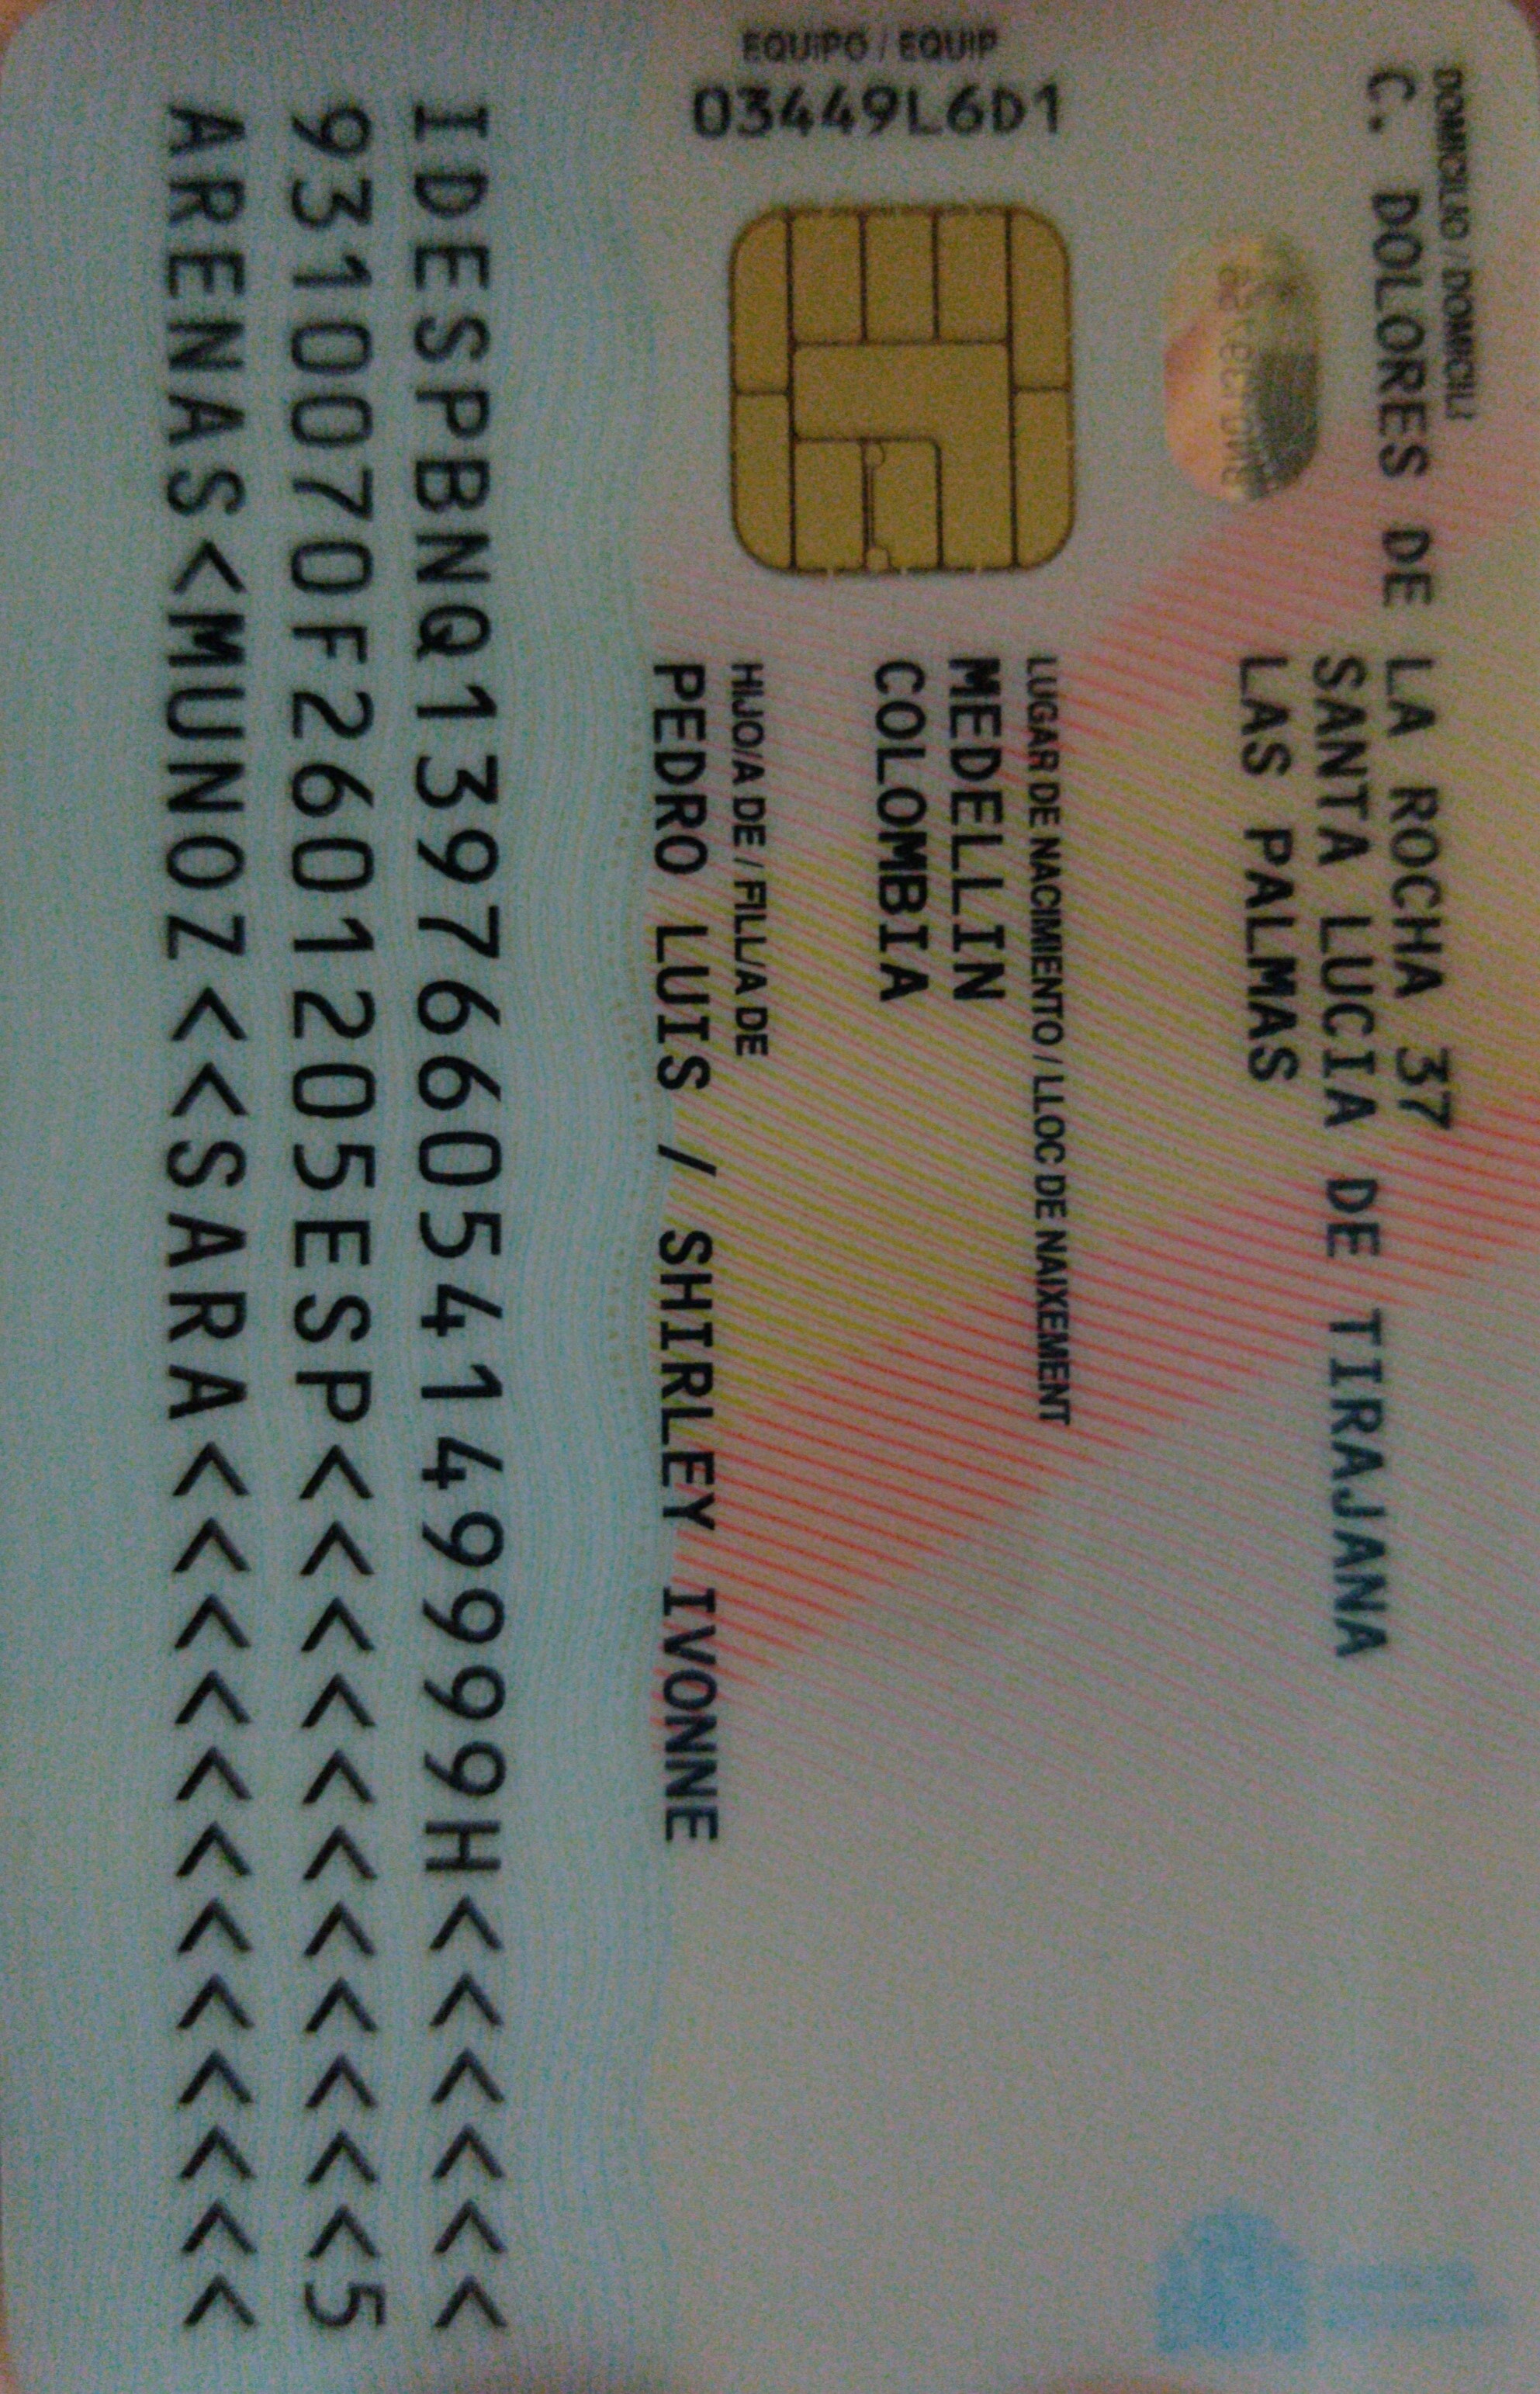 DOMICILIO / DOMICILI
C. DOLORES DE LA ROCHA 37
SANTA LUCIA DE TIRAJANA
LAS PALMAS
LUGAR DE NACIMIENTO / LLOC DE NAIXEMENT
MEDELLIN
COLOMBIA
HIJO/A DE / FILL/A DE
PEDRO LUIS / SHIRLEY IVONNE
EQUIPO / EQUIP
03449L6D1
IDESPBNQ139766054149999H<<<<<<
9310070F2601205ESP<<<<<<<<<<<5
ARENAS<MUNOZ<<SARA<<<<<<<<<<<<